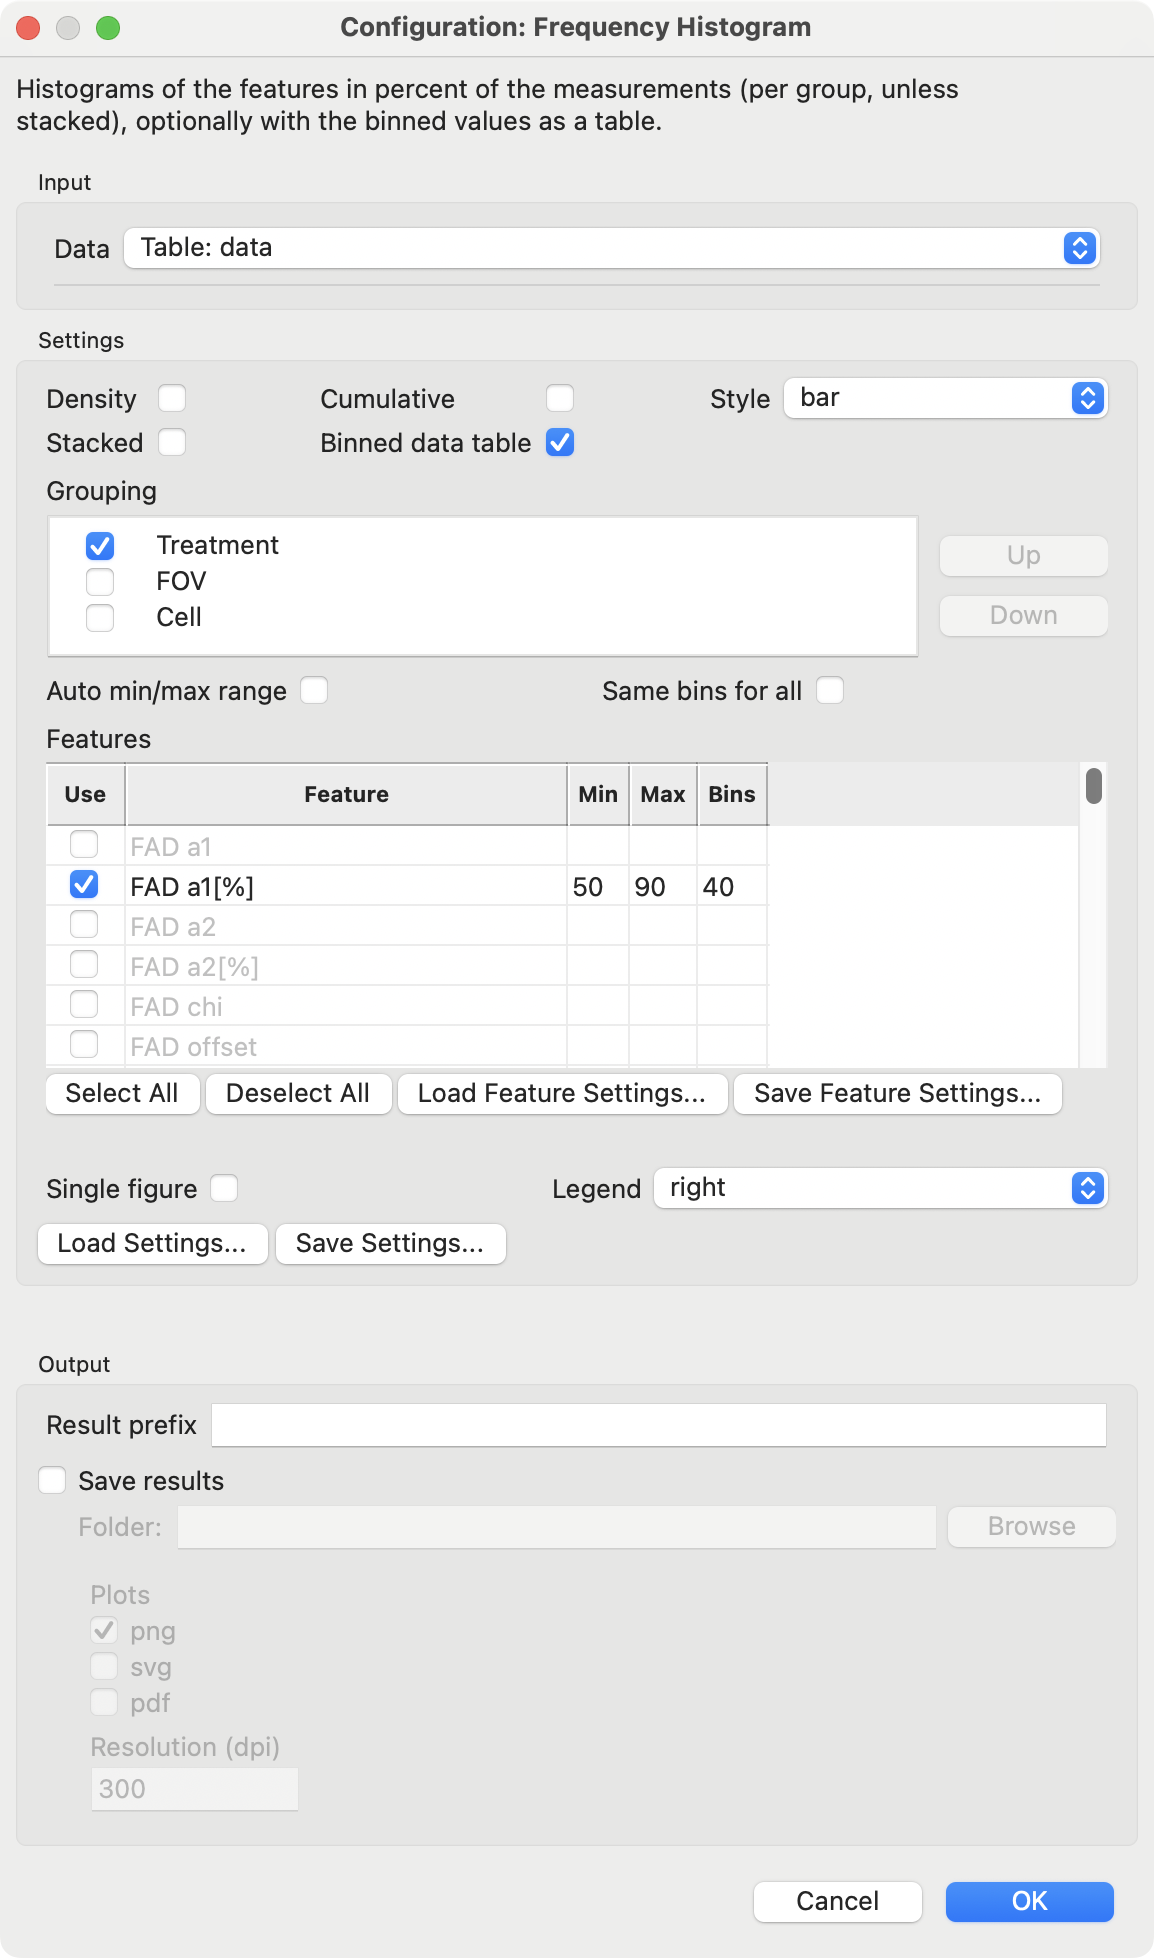 Configuration: Frequency Histogram
Histograms of the features in percent of the measurements (per group, unless
stacked), optionally with the binned values as a table.
Input
Data Table: data
Settings
Density Cumulative Style bar
Stacked Binned data table
Grouping
Treatment
FOV
Cell
Up
Down
Auto min/max range Same bins for all
Features
Use Feature Min Max Bins
FAD a1
FAD a1[%] 50 90 40
FAD a2
FAD a2[%]
FAD chi
FAD offset
Select All Deselect All Load Feature Settings... Save Feature Settings...
Single figure Legend right
Load Settings... Save Settings...
Output
Result prefix
Save results
Folder: Browse
Plots
png
svg
pdf
Resolution (dpi)
300
Cancel OK